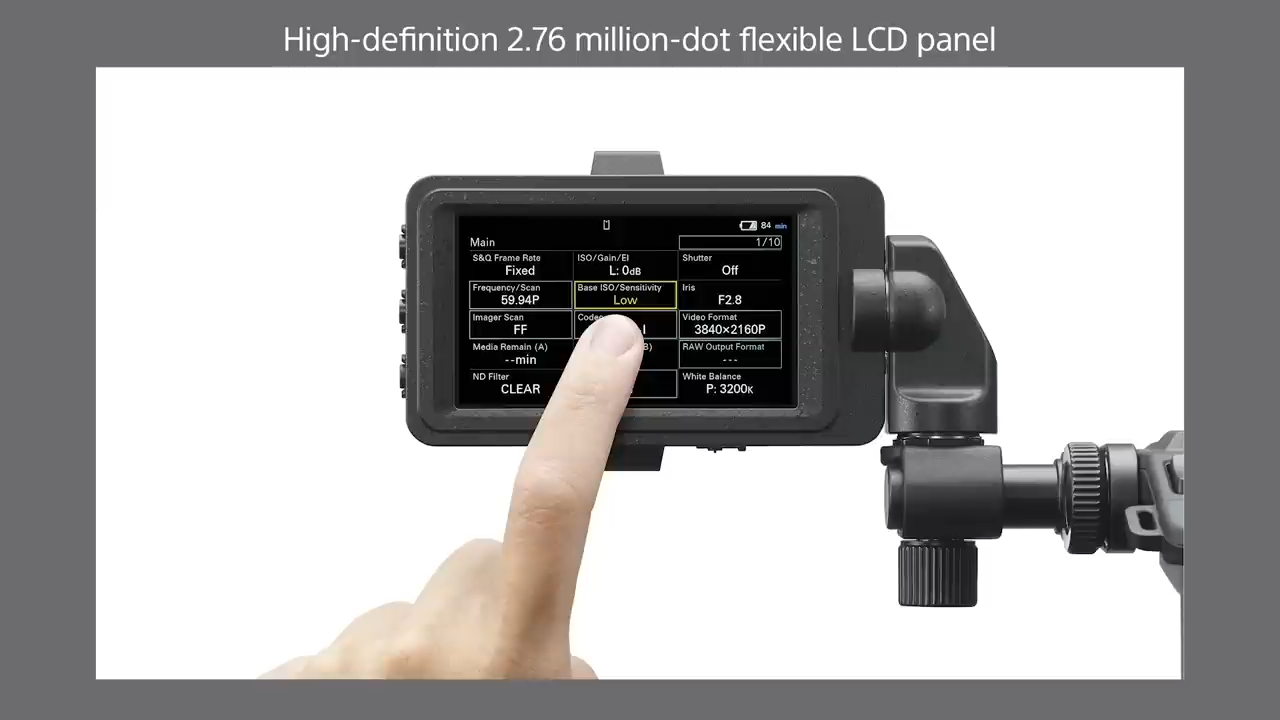 High-definition 2.76 million-dot flexible LCD panel
84 min
Main
1/10
S&Q Frame Rate
Fixed
ISO/Gain/EI
L: 0dB
Shutter
Off
Frequency/Scan
59.94P
Base ISO/Sensitivity
Low
Iris
F2.8
Imager Scan
FF
Video Format
3840×2160P
Media Remain (A)
--min
RAW Output Format
---
ND Filter
CLEAR
White Balance
P: 3200K